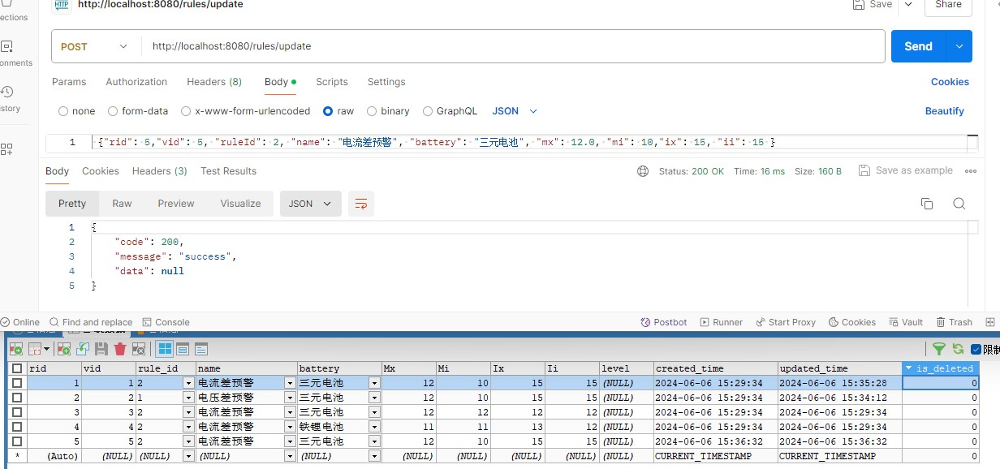 http://localhost:8080/rules/update
Save
Share
ections
POST
http://localhost:8080/rules/update
Send
onments
Params Authorization Headers (8) Body Scripts Settings Cookies
story
none form-data x-www-form-urlencoded raw binary GraphQL JSON Beautify
1 {"rid": 5,"vid": 5, "ruleId": 2, "name": "电流差预警", "battery": "三元电池", "mx": 12.0, "mi": 10,"ix": 15, "ii": 15 }
Body Cookies Headers (3) Test Results Status: 200 OK Time: 16 ms Size: 160 B Save as example
Pretty Raw Preview Visualize JSON
1 {
2 "code": 200,
3 "message": "success",
4 "data": null
5 }
Online Find and replace Console Postbot Runner Start Proxy Cookies Vault Trash
限制
rid vid rule_id name battery Mx Mi Ix Ii level created_time updated_time is_deleted
1 1 2 电流差预警 三元电池 12 10 15 15 (NULL) 2024-06-06 15:29:34 2024-06-06 15:35:28 0
2 2 1 电压差预警 三元电池 12 10 15 15 (NULL) 2024-06-06 15:29:34 2024-06-06 15:34:12 0
3 3 2 电流差预警 三元电池 12 12 12 12 (NULL) 2024-06-06 15:29:34 2024-06-06 15:29:34 0
4 4 2 电流差预警 铁锂电池 11 11 13 12 (NULL) 2024-06-06 15:29:34 2024-06-06 15:29:34 0
5 5 2 电流差预警 三元电池 12 10 15 15 (NULL) 2024-06-06 15:36:32 2024-06-06 15:36:32 0
* (Auto) (NULL) (NULL) (NULL) (NULL) (NULL) (NULL) (NULL) (NULL) (NULL) CURRENT_TIMESTAMP CURRENT_TIMESTAMP 0